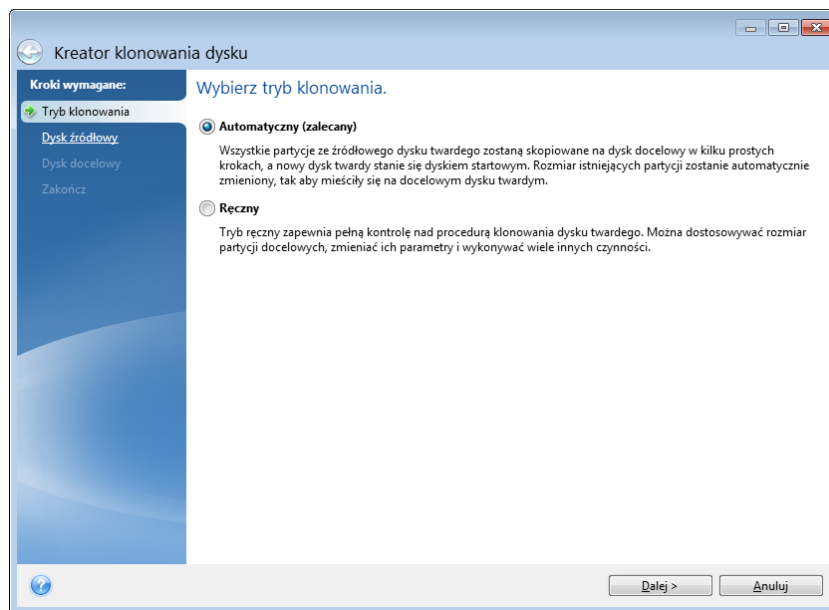 Kreator klonowania dysku
Kroki wymagane:
Tryb klonowania
Dysk źródłowy
Dysk docelowy
Zakończ
Wybierz tryb klonowania.
Automatyczny (zalecany)
Wszystkie partycje ze źródłowego dysku twardego zostaną skopiowane na dysk docelowy w kilku prostych
krokach, a nowy dysk twardy stanie się dyskiem startowym. Rozmiar istniejących partycji zostanie automatycznie
zmieniony, tak aby mieściły się na docelowym dysku twardym.
Ręczny
Tryb ręczny zapewnia pełną kontrolę nad procedurą klonowania dysku twardego. Można dostosowywać rozmiar
partycji docelowych, zmieniać ich parametry i wykonywać wiele innych czynności.
?
Dalej >
Anuluj